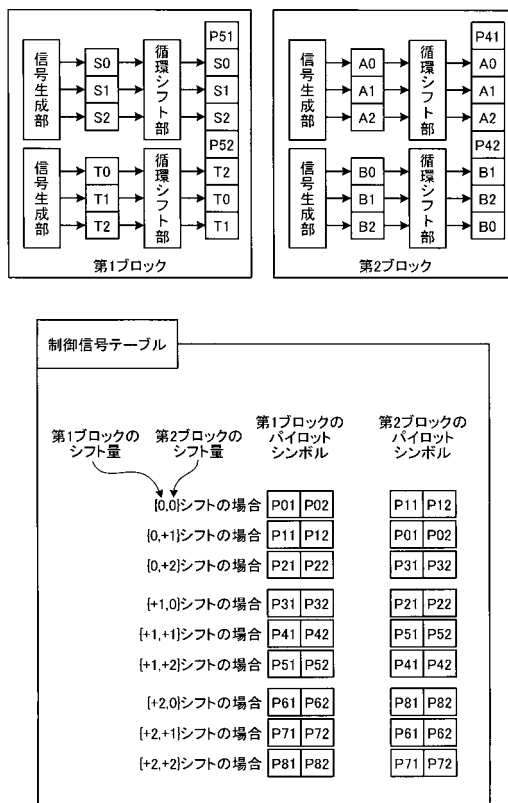 信号生成部
S0
S1
S2
循環シフト部
P51
S0
S1
S2
P52
信号生成部
T0
T1
T2
循環シフト部
T2
T0
T1
第1ブロック
信号生成部
A0
A1
A2
循環シフト部
P41
A0
A1
A2
P42
信号生成部
B0
B1
B2
循環シフト部
B1
B2
B0
第2ブロック
制御信号テーブル
第1ブロックの
シフト量
第2ブロックの
シフト量
第1ブロックの
パイロット
シンボル
第2ブロックの
パイロット
シンボル
{0,0}シフトの場合 P01 P02 P11 P12
{0,+1}シフトの場合 P11 P12 P01 P02
{0,+2}シフトの場合 P21 P22 P31 P32
{+1,0}シフトの場合 P31 P32 P21 P22
{+1,+1}シフトの場合 P41 P42 P51 P52
{+1,+2}シフトの場合 P51 P52 P41 P42
{+2,0}シフトの場合 P61 P62 P81 P82
{+2,+1}シフトの場合 P71 P72 P61 P62
{+2,+2}シフトの場合 P81 P82 P71 P72